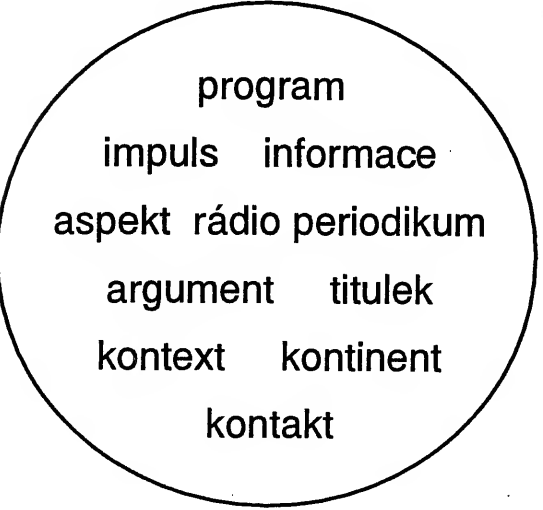 program
impuls informace
aspekt rádio periodikum
argument titulek
kontext kontinent
kontakt